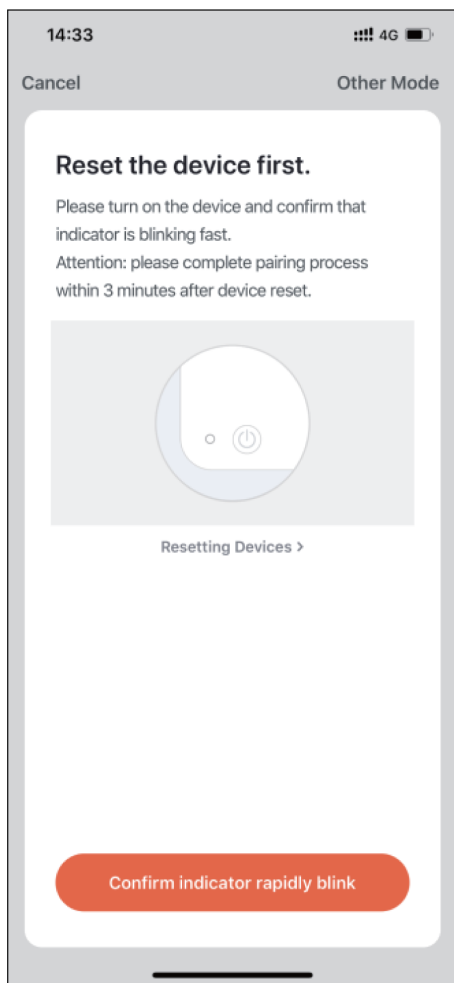 14:33
4G
Cancel
Other Mode
Reset the device first.
Please turn on the device and confirm that
indicator is blinking fast.
Attention: please complete pairing process
within 3 minutes after device reset.
Resetting Devices >
Confirm indicator rapidly blink